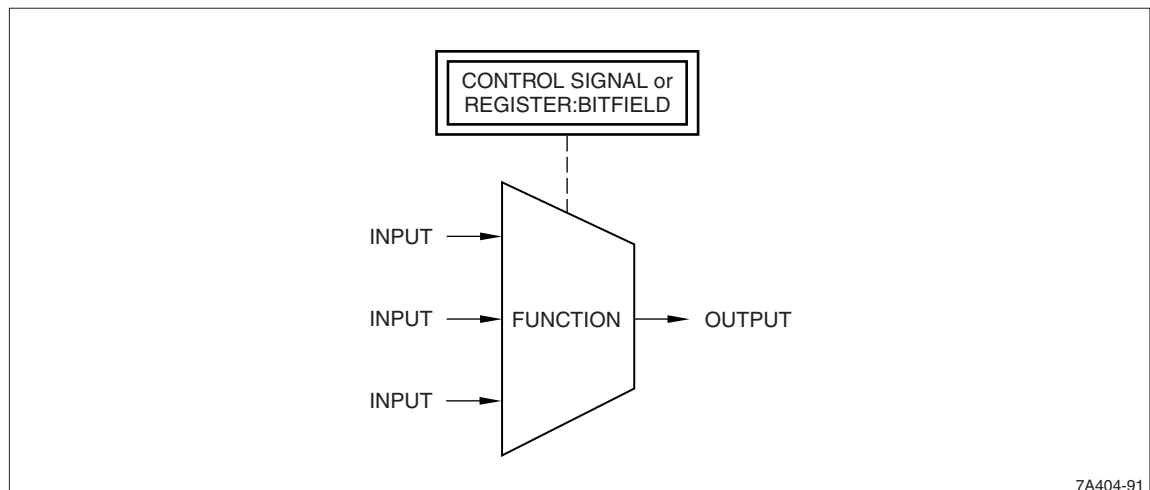 CONTROL SIGNAL or
REGISTER:BITFIELD
INPUT
INPUT
FUNCTION
OUTPUT
INPUT
7A404-91